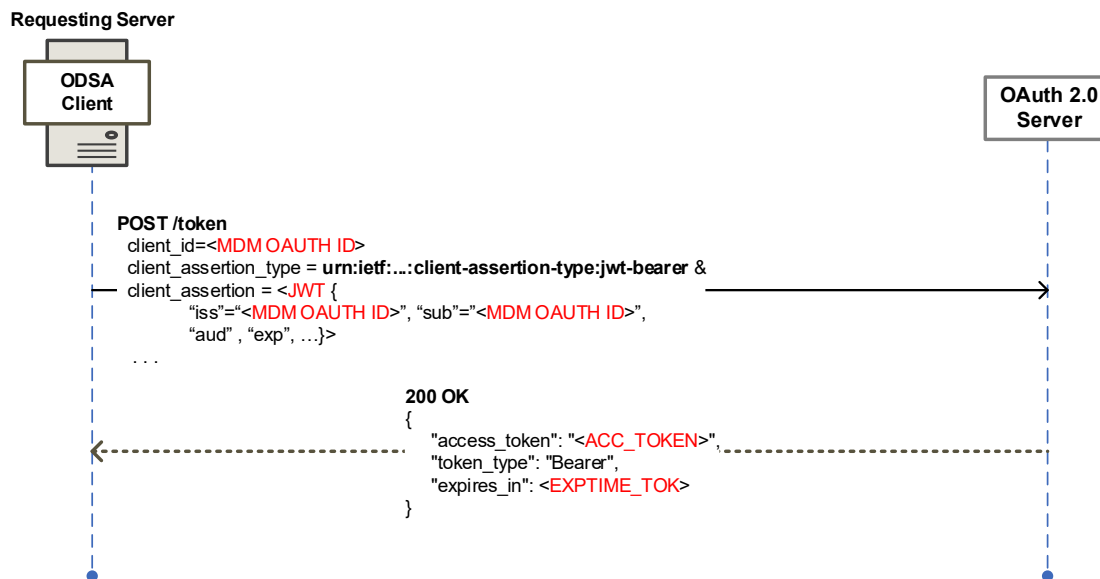 Requesting Server
ODSA
Client
OAuth 2.0
Server
POST /token
client_id=<MDM OAUTH ID>
client_assertion_type = urn:ietf:...:client-assertion-type:jwt-bearer &
client_assertion = <JWT {
“iss”=“<MDM OAUTH ID>”, “sub”=”<MDM OAUTH ID>”,
“aud” , “exp”, ...}>
. . .
200 OK
{
"access_token": "<ACC_TOKEN>",
"token_type": "Bearer",
"expires_in": <EXPTIME_TOK>
}